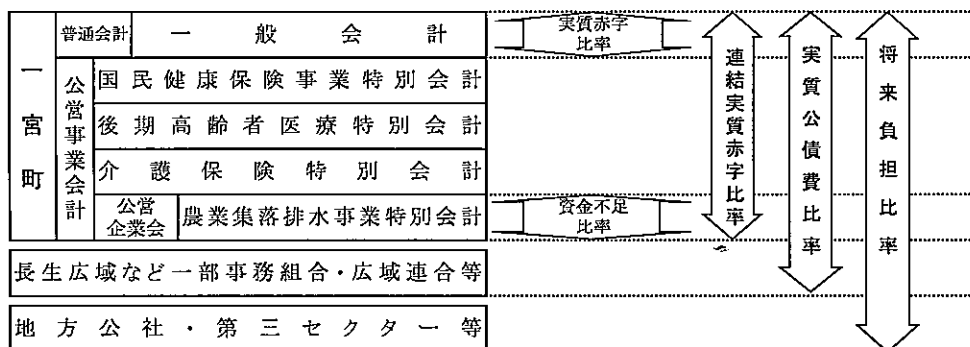 一宮町
普通会計
一般会計
公営事業会計
国民健康保険事業特別会計
後期高齢者医療特別会計
介護保険特別会計
公営
企業会
農業集落排水事業特別会計
長生広域など一部事務組合・広域連合等
地方公社・第三セクター等
実質赤字
比率
資金不足
比率
連結実質赤字比率
実質公債費比率
将来負担比率